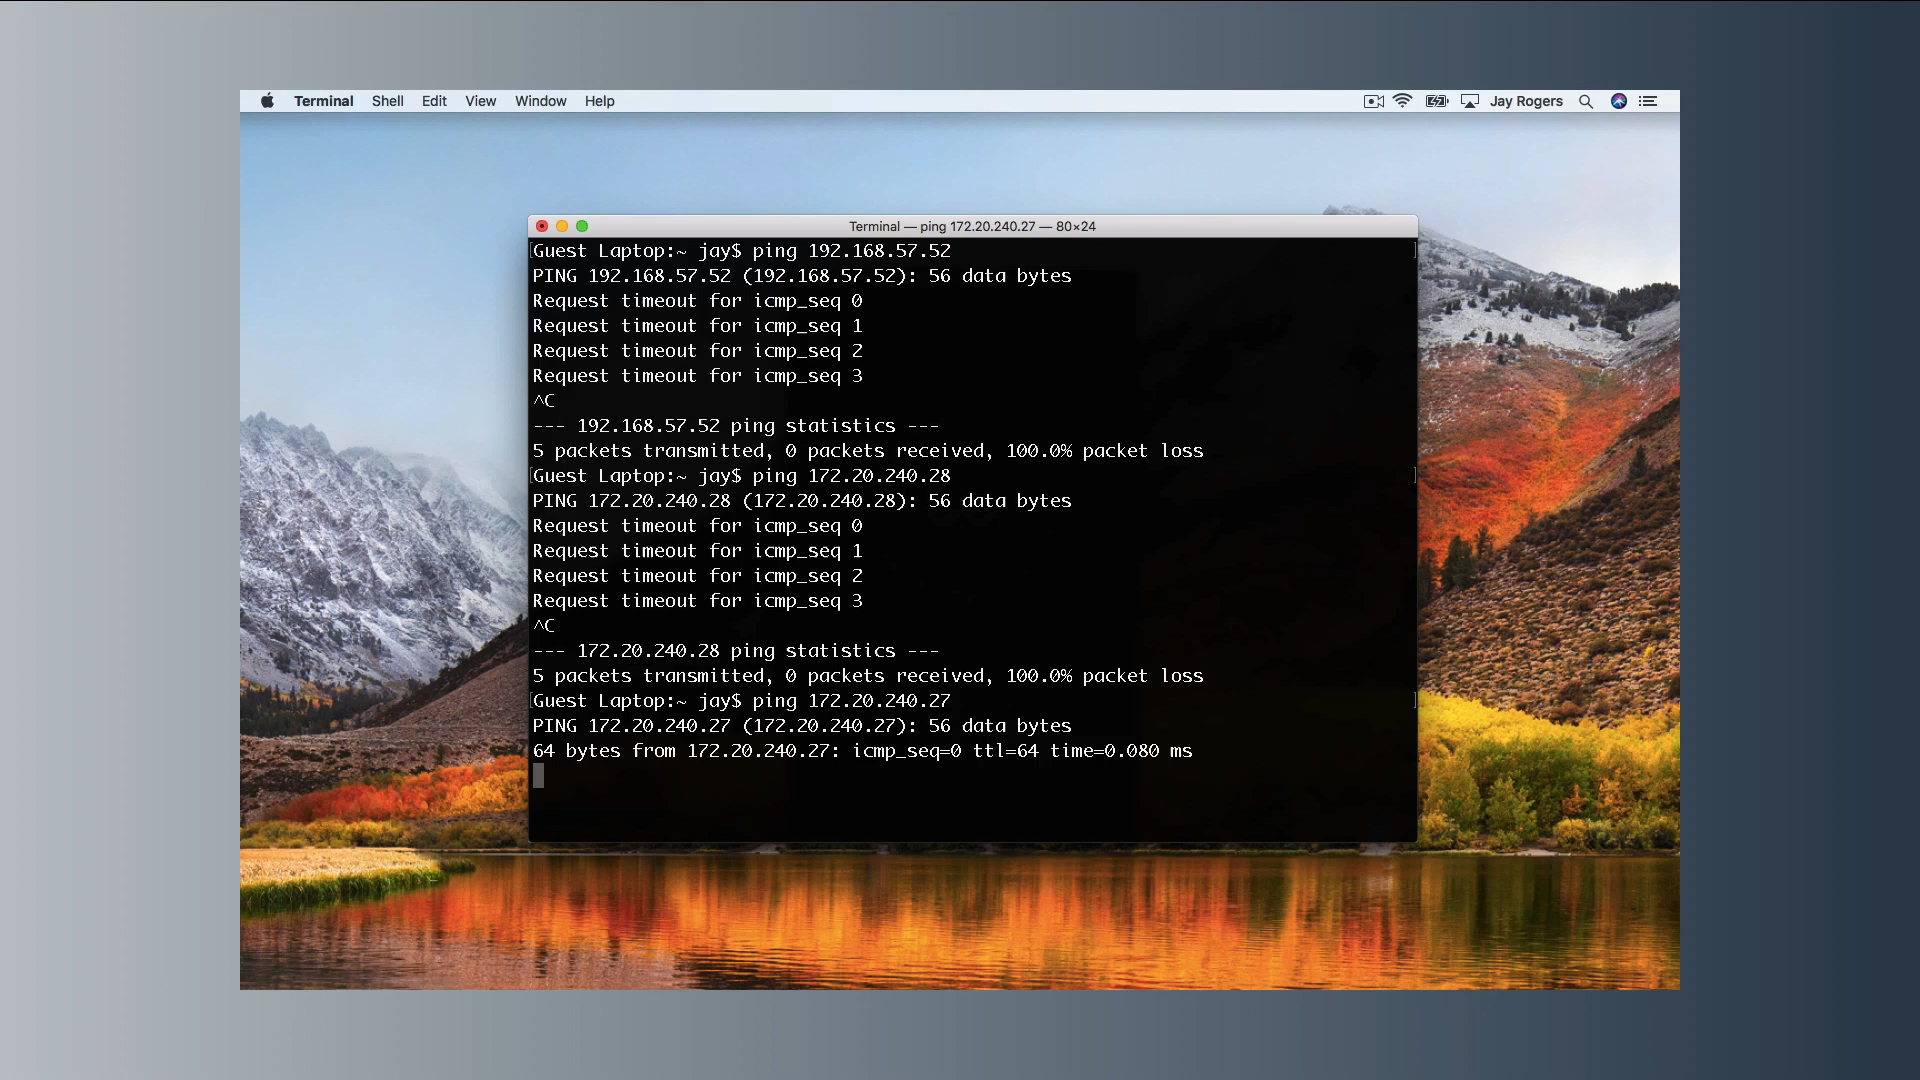 Terminal Shell Edit View Window Help Jay Rogers
Terminal — ping 172.20.240.27 — 80×24
[Guest Laptop:~ jay$ ping 192.168.57.52 ]
PING 192.168.57.52 (192.168.57.52): 56 data bytes
Request timeout for icmp_seq 0
Request timeout for icmp_seq 1
Request timeout for icmp_seq 2
Request timeout for icmp_seq 3
^C
--- 192.168.57.52 ping statistics ---
5 packets transmitted, 0 packets received, 100.0% packet loss
[Guest Laptop:~ jay$ ping 172.20.240.28 ]
PING 172.20.240.28 (172.20.240.28): 56 data bytes
Request timeout for icmp_seq 0
Request timeout for icmp_seq 1
Request timeout for icmp_seq 2
Request timeout for icmp_seq 3
^C
--- 172.20.240.28 ping statistics ---
5 packets transmitted, 0 packets received, 100.0% packet loss
[Guest Laptop:~ jay$ ping 172.20.240.27 ]
PING 172.20.240.27 (172.20.240.27): 56 data bytes
64 bytes from 172.20.240.27: icmp_seq=0 ttl=64 time=0.080 ms